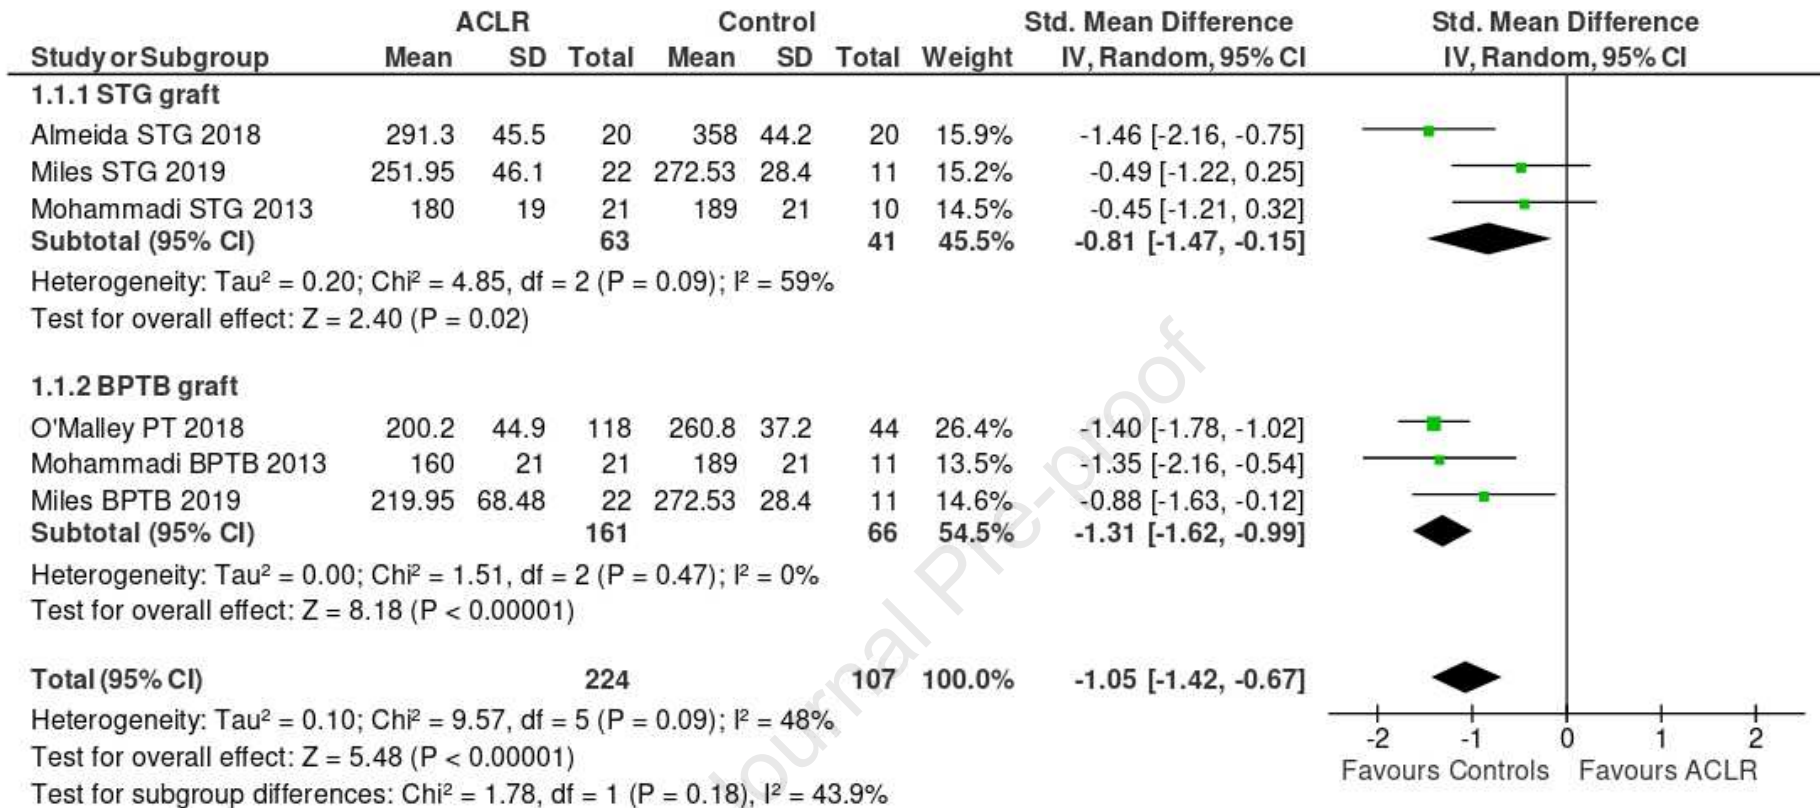 ACLR Control Std. Mean Difference Std. Mean Difference
Study or Subgroup Mean SD Total Mean SD Total Weight IV, Random, 95% CI IV, Random, 95% CI
1.1.1 STG graft
Almeida STG 2018 291.3 45.5 20 358 44.2 20 15.9% -1.46 [-2.16, -0.75]
Miles STG 2019 251.95 46.1 22 272.53 28.4 11 15.2% -0.49 [-1.22, 0.25]
Mohammadi STG 2013 180 19 21 189 21 10 14.5% -0.45 [-1.21, 0.32]
Subtotal (95% CI) 63 41 45.5% -0.81 [-1.47, -0.15]
Heterogeneity: Tau² = 0.20; Chi² = 4.85, df = 2 (P = 0.09); I² = 59%
Test for overall effect: Z = 2.40 (P = 0.02)
1.1.2 BPTB graft
O'Malley PT 2018 200.2 44.9 118 260.8 37.2 44 26.4% -1.40 [-1.78, -1.02]
Mohammadi BPTB 2013 160 21 21 189 21 11 13.5% -1.35 [-2.16, -0.54]
Miles BPTB 2019 219.95 68.48 22 272.53 28.4 11 14.6% -0.88 [-1.63, -0.12]
Subtotal (95% CI) 161 66 54.5% -1.31 [-1.62, -0.99]
Heterogeneity: Tau² = 0.00; Chi² = 1.51, df = 2 (P = 0.47); I² = 0%
Test for overall effect: Z = 8.18 (P < 0.00001)
Total (95% CI) 224 107 100.0% -1.05 [-1.42, -0.67]
Heterogeneity: Tau² = 0.10; Chi² = 9.57, df = 5 (P = 0.09); I² = 48%
Test for overall effect: Z = 5.48 (P < 0.00001)
Test for subgroup differences: Chi² = 1.78, df = 1 (P = 0.18), I² = 43.9%
-2 -1 0 1 2
Favours Controls Favours ACLR
Journal Pre-proof